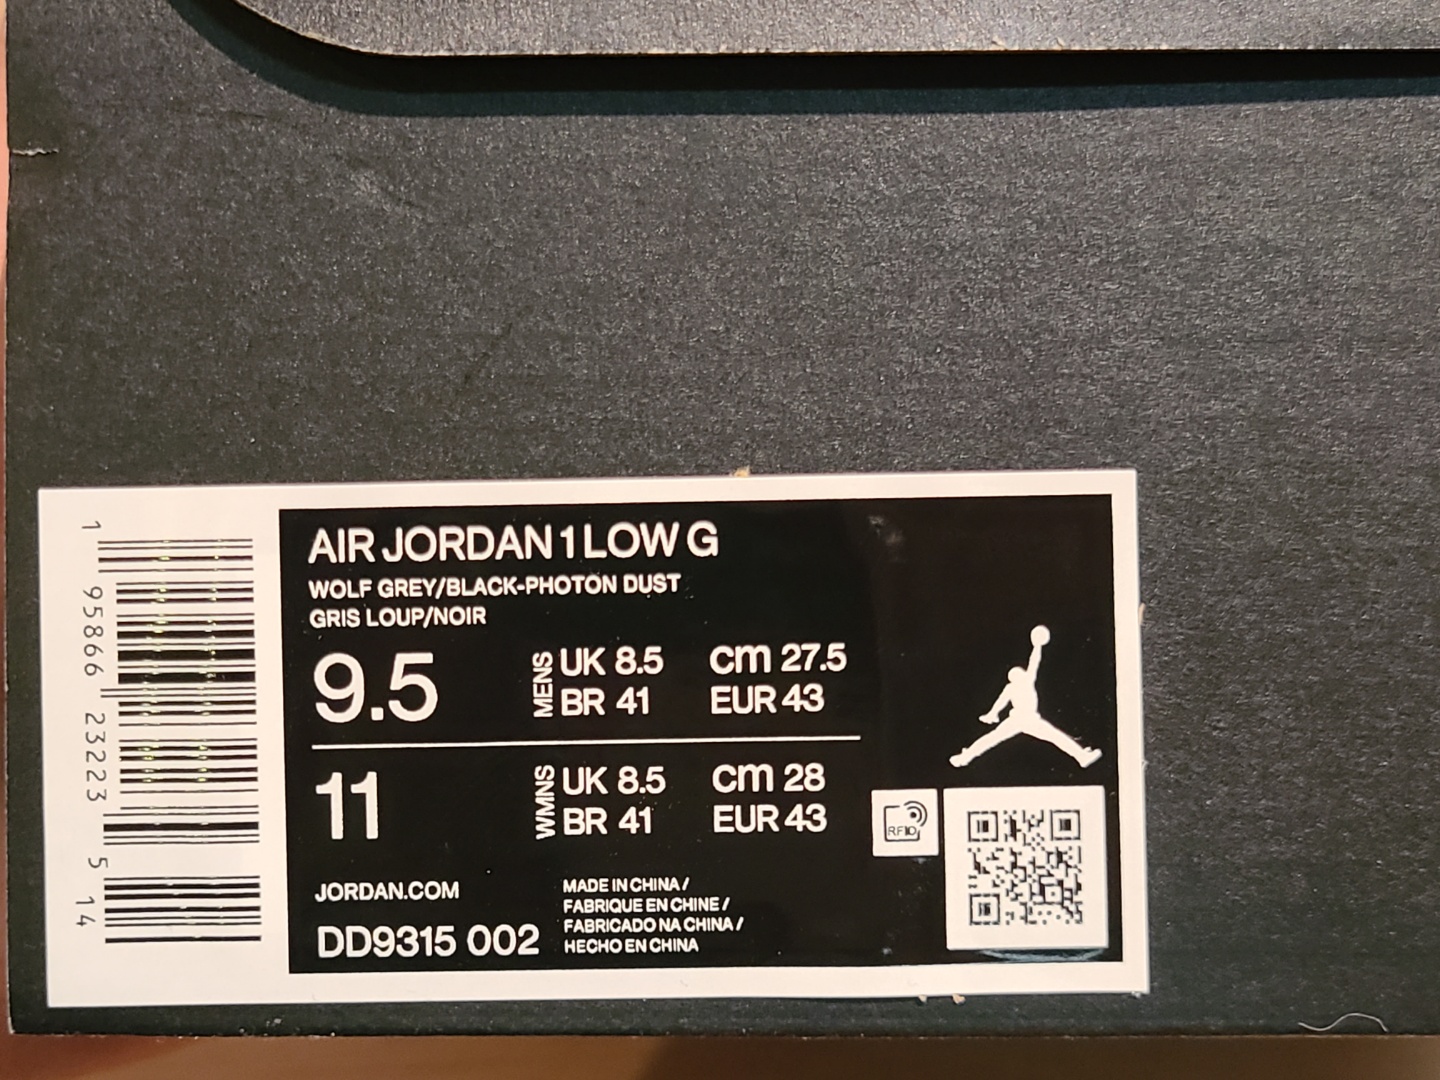 AIR JORDAN 1 LOW G
WOLF GREY/BLACK-PHOTON DUST
GRIS LOUP/NOIR
9.5 MENS UK 8.5 cm 27.5
BR 41 EUR 43
11 WMNS UK 8.5 cm 28
BR 41 EUR 43
RFID
JORDAN.COM
DD9315 002
MADE IN CHINA /
FABRIQUE EN CHINE /
FABRICADO NA CHINA /
HECHO EN CHINA
1 95866 23223 5 14